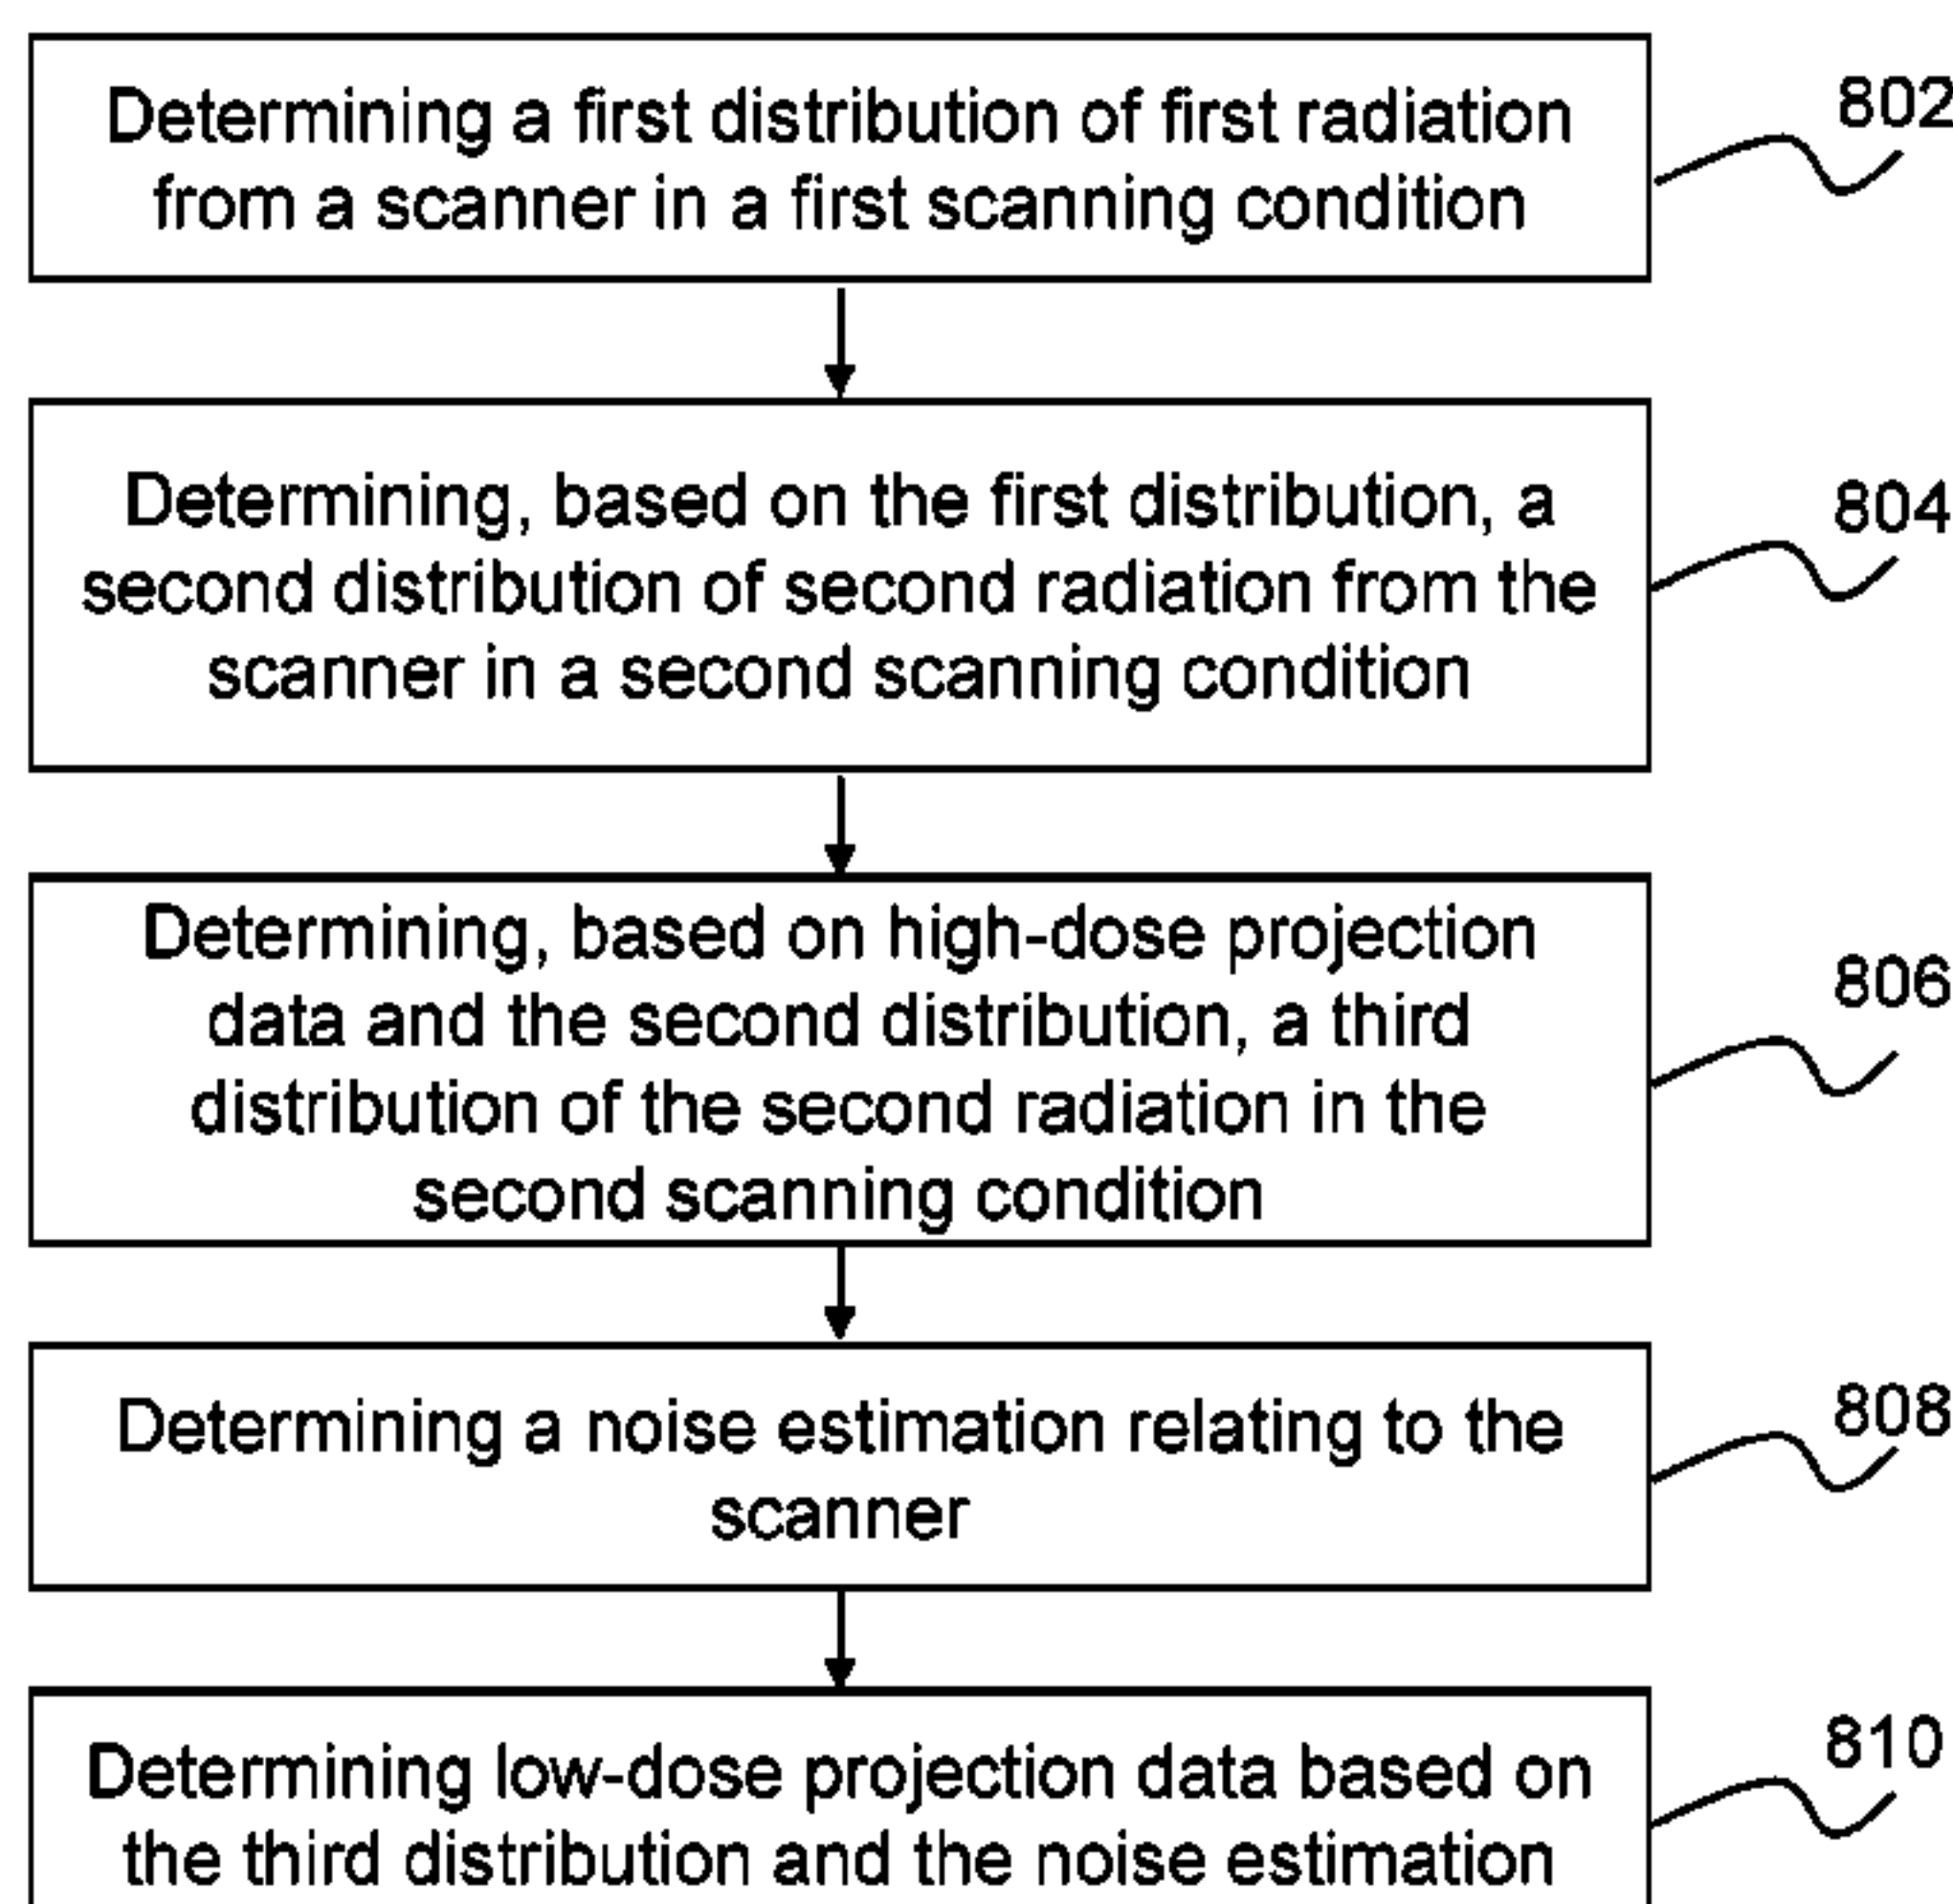 Determining a first distribution of first radiation
from a scanner in a first scanning condition
802
Determining, based on the first distribution, a
second distribution of second radiation from the
scanner in a second scanning condition
804
Determining, based on high-dose projection
data and the second distribution, a third
distribution of the second radiation in the
second scanning condition
806
Determining a noise estimation relating to the
scanner
808
Determining low-dose projection data based on
the third distribution and the noise estimation
810